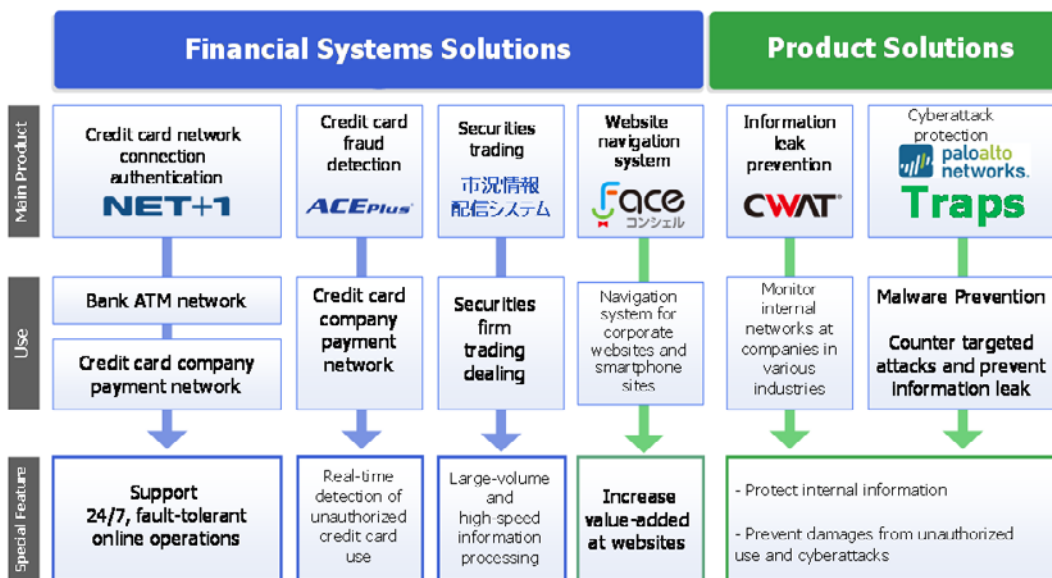 Financial Systems Solutions
Product Solutions
Main Product
Credit card network
connection
authentication
NET+1
Credit card
fraud
detection
ACEPlus®
Securities
trading
市況情報
配信システム
Website
navigation
system
Face
コンシェル
Information
leak
prevention
CWAT®
Cyberattack
protection
paloalto
networks.
Traps
Use
Bank ATM network
Credit card company
payment network
Credit card
company
payment
network
Securities
firm
trading
dealing
Navigation
system for
corporate
websites and
smartphone
sites
Monitor
internal
networks at
companies in
various
industries
Malware Prevention
Counter targeted
attacks and prevent
information leak
Special Feature
Support
24/7, fault-tolerant
online operations
Real-time
detection of
unauthorized
credit card
use
Large-volume
and
high-speed
information
processing
Increase
value-added
at websites
- Protect internal information
- Prevent damages from unauthorized
use and cyberattacks